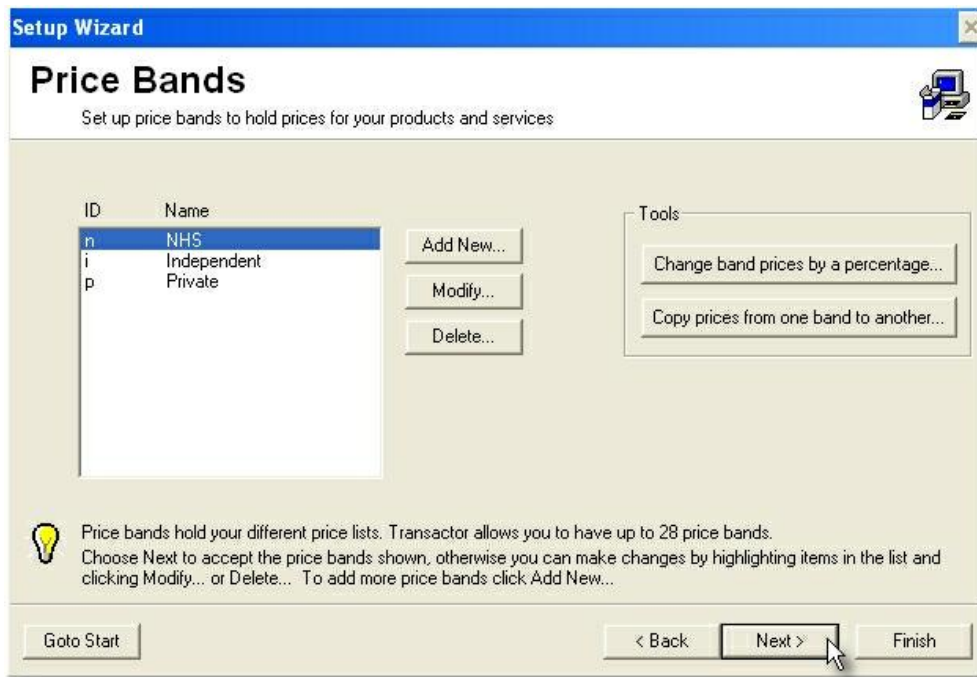 Setup Wizard
Price Bands
Set up price bands to hold prices for your products and services
ID Name
n NHS
i Independent
p Private
Add New...
Modify...
Delete...
Tools
Change band prices by a percentage...
Copy prices from one band to another...
Price bands hold your different price lists. Transactor allows you to have up to 28 price bands.
Choose Next to accept the price bands shown, otherwise you can make changes by highlighting items in the list and
clicking Modify... or Delete... To add more price bands click Add New...
Goto Start
< Back
Next >
Finish